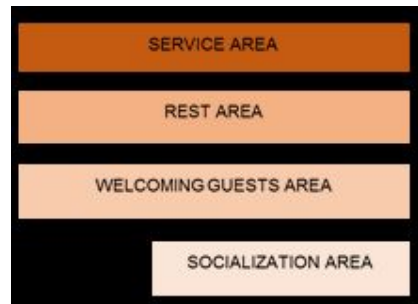 SERVICE AREA
REST AREA
WELCOMING GUESTS AREA
SOCIALIZATION AREA